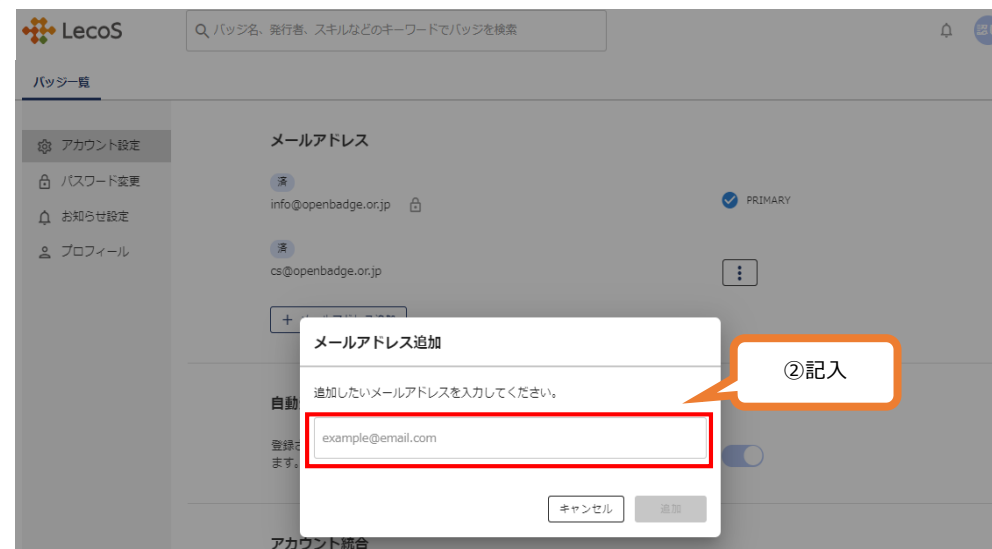 LecoS
バッジ名、発行者、スキルなどのキーワードでバッジを検索
バッジ一覧
アカウント設定
パスワード変更
お知らせ設定
プロフィール
メールアドレス
済
info@openbadge.or.jp
PRIMARY
済
cs@openbadge.or.jp
メールアドレス追加
追加したいメールアドレスを入力してください。
example@email.com
キャンセル
追加
②記入
自動
登録
ます。
アカウント統合